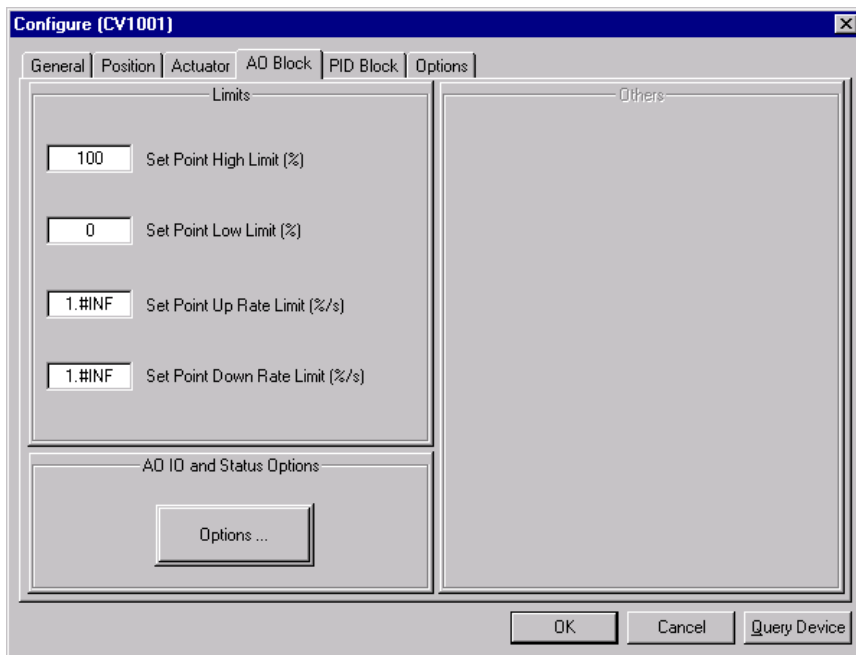 Configure (CV1001)
General Position Actuator AO Block PID Block Options
Limits
100 Set Point High Limit (%)
0 Set Point Low Limit (%)
1.#INF Set Point Up Rate Limit (%/s)
1.#INF Set Point Down Rate Limit (%/s)
AO IO and Status Options
Options ...
Others
OK Cancel Query Device